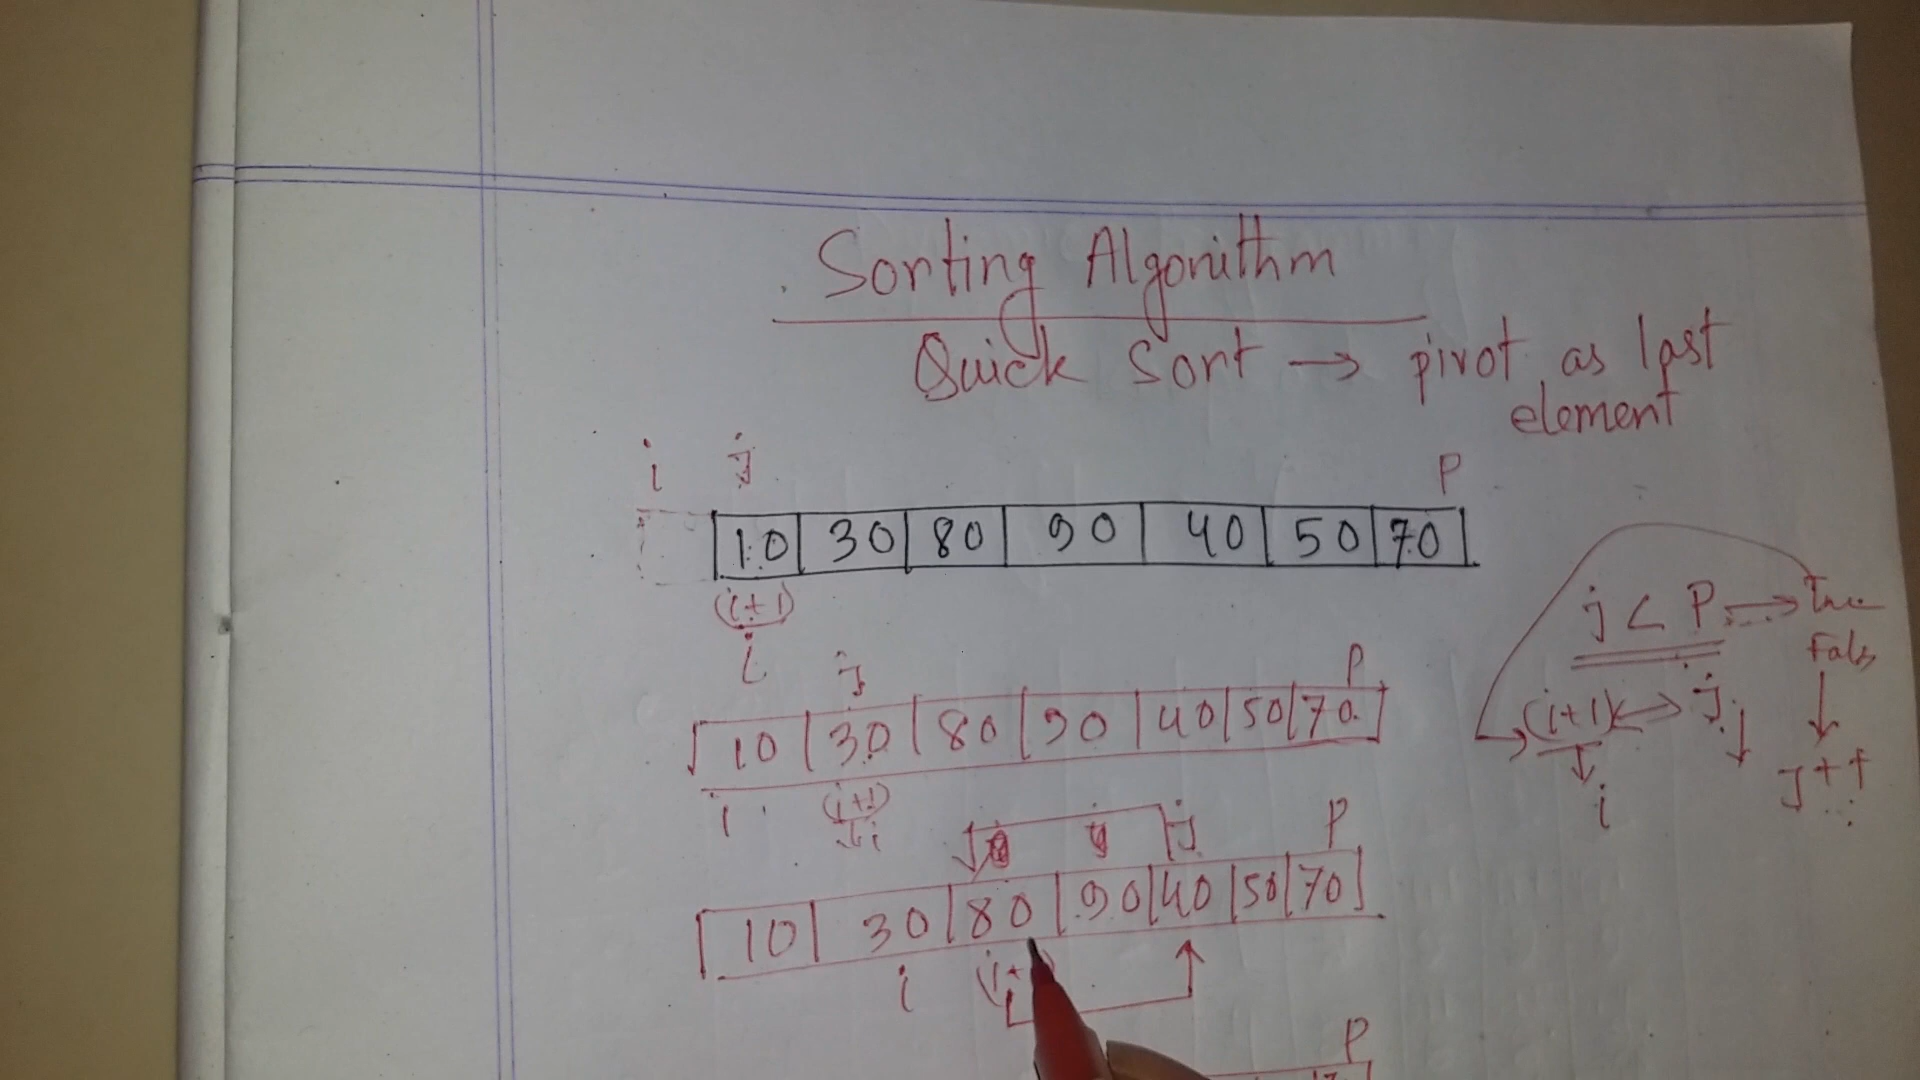 Sorting Algorithm
Quick Sort → pivot as last
element
i j P
10 30 80 90 40 50 70
(i+1)
i j P
10 30 80 90 40 50 70
i (i+1)
i
j P
10 30 80 90 40 50 70
i
P
j < P → True
False
(i+1) ↔ j
i
j++